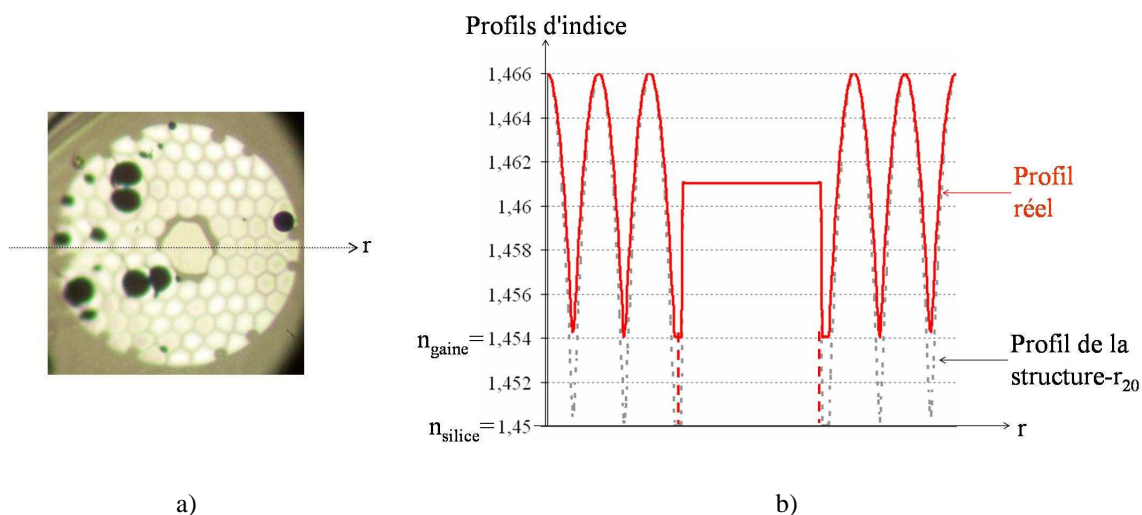 Profils d'indice
1,466
1,464
1,462
1,46
1,458
1,456
n_gaine=1,454
1,452
n_silice=1,45
r
r
Profil
réel
Profil de la
structure-r_20
a)
b)